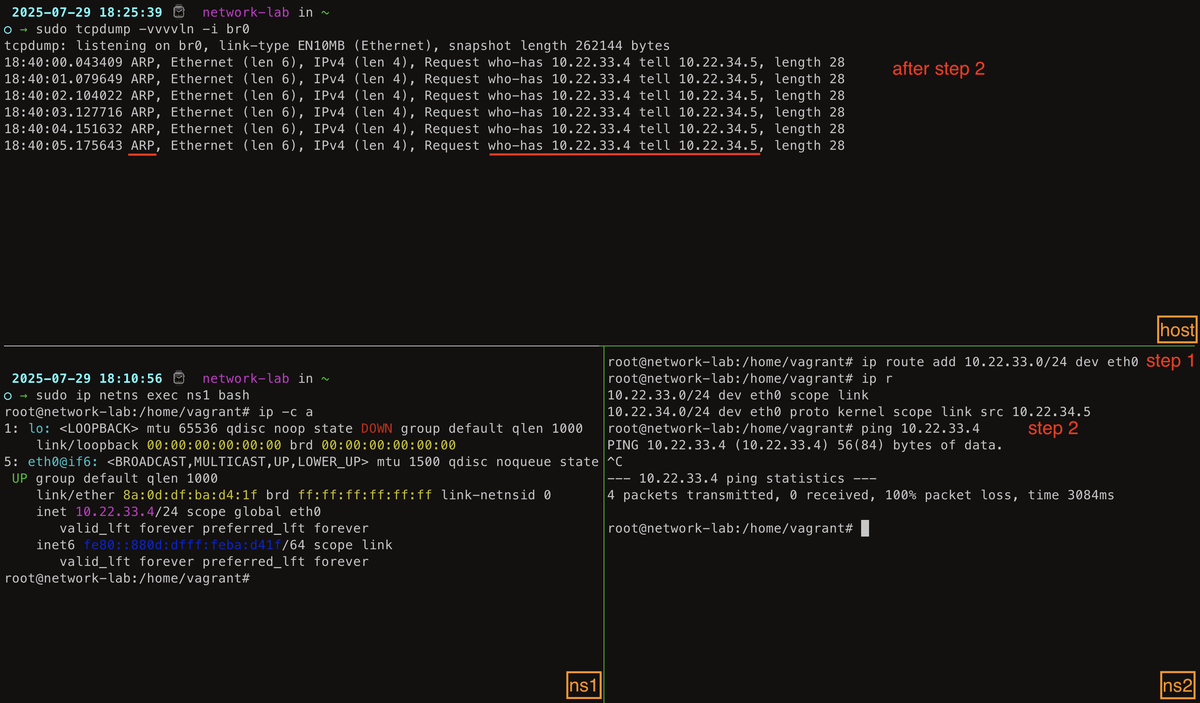 2025-07-29 18:25:39 network-lab in ~
→ sudo tcpdump -vvvvln -i br0
tcpdump: listening on br0, link-type EN10MB (Ethernet), snapshot length 262144 bytes
18:40:00.043409 ARP, Ethernet (len 6), IPv4 (len 4), Request who-has 10.22.33.4 tell 10.22.34.5, length 28
after step 2
18:40:01.079649 ARP, Ethernet (len 6), IPv4 (len 4), Request who-has 10.22.33.4 tell 10.22.34.5, length 28
18:40:02.104022 ARP, Ethernet (len 6), IPv4 (len 4), Request who-has 10.22.33.4 tell 10.22.34.5, length 28
18:40:03.127716 ARP, Ethernet (len 6), IPv4 (len 4), Request who-has 10.22.33.4 tell 10.22.34.5, length 28
18:40:04.151632 ARP, Ethernet (len 6), IPv4 (len 4), Request who-has 10.22.33.4 tell 10.22.34.5, length 28
18:40:05.175643 ARP, Ethernet (len 6), IPv4 (len 4), Request who-has 10.22.33.4 tell 10.22.34.5, length 28
host
2025-07-29 18:10:56 network-lab in ~
→ sudo ip netns exec ns1 bash
root@network-lab:/home/vagrant# ip -c a
1: lo: <LOOPBACK> mtu 65536 qdisc noop state DOWN group default qlen 1000
link/loopback 00:00:00:00:00:00 brd 00:00:00:00:00:00
5: eth0@if6: <BROADCAST,MULTICAST,UP,LOWER_UP> mtu 1500 qdisc noqueue state
UP group default qlen 1000
link/ether 8a:0d:df:ba:d4:1f brd ff:ff:ff:ff:ff:ff link-netnsid 0
inet 10.22.33.4/24 scope global eth0
valid_lft forever preferred_lft forever
inet6 fe80::880d:dfff:feba:d41f/64 scope link
valid_lft forever preferred_lft forever
root@network-lab:/home/vagrant#
ns1
root@network-lab:/home/vagrant# ip route add 10.22.33.0/24 dev eth0 step 1
root@network-lab:/home/vagrant# ip r
10.22.33.0/24 dev eth0 scope link
10.22.34.0/24 dev eth0 proto kernel scope link src 10.22.34.5
root@network-lab:/home/vagrant# ping 10.22.33.4 step 2
PING 10.22.33.4 (10.22.33.4) 56(84) bytes of data.
^C
--- 10.22.33.4 ping statistics ---
4 packets transmitted, 0 received, 100% packet loss, time 3084ms
root@network-lab:/home/vagrant#
ns2